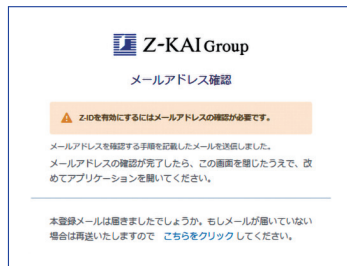 Z-KAI Group
メールアドレス確認
Z-IDを有効にするにはメールアドレスの確認が必要です。
メールアドレスを確認する手順を記載したメールを送信しました。
メールアドレスの確認が完了したら、この画面を閉じたうえで、改
めてアプリケーションを開いてください。
本登録メールは届きましたでしょうか。もしメールが届いていない
場合は再送いたしますので こちらをクリック してください。